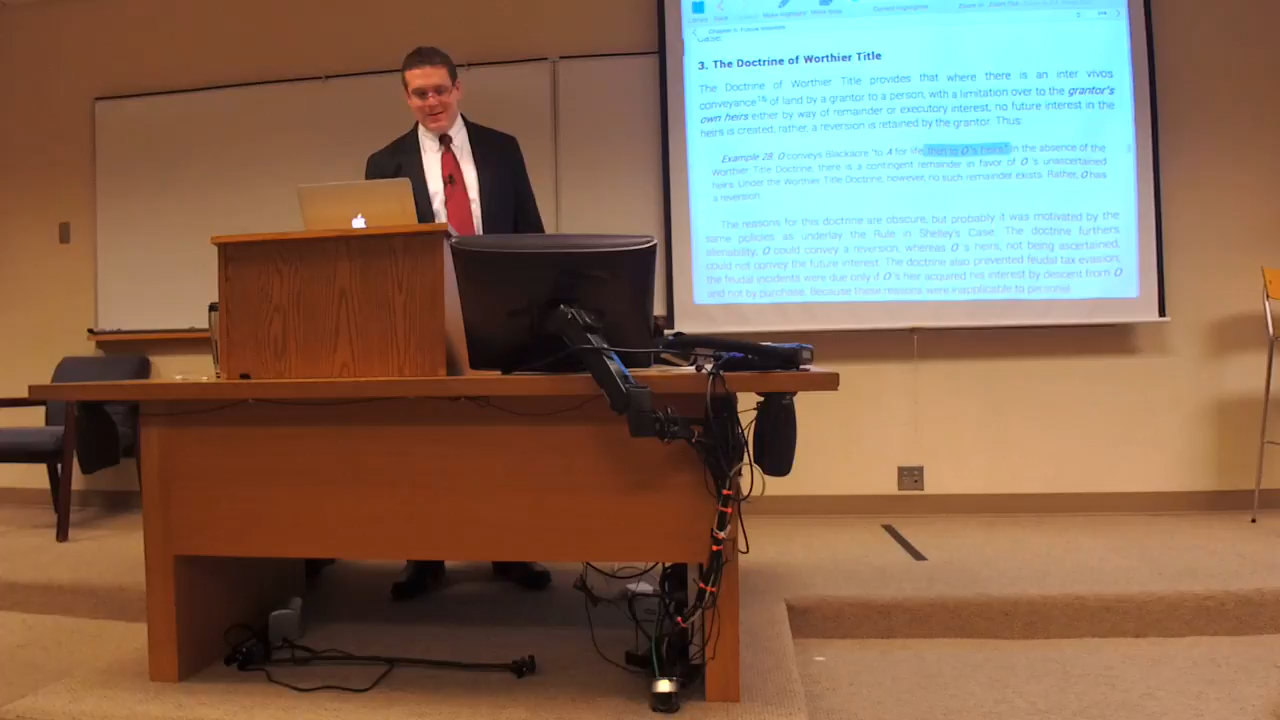 Library
Back
Chapter 5: Future Interests
Case
3. The Doctrine of Worthier Title
The Doctrine of Worthier Title provides that where there is an inter vivos
conveyance16 of land by a grantor to a person, with a limitation over to the grantor's
own heirs either by way of remainder or executory interest, no future interest in the
heirs is created; rather, a reversion is retained by the grantor. Thus:
Example 28. O conveys Blackacre "to A for life, then to O's heirs." In the absence of the
Worthier Title Doctrine, there is a contingent remainder in favor of O's unascertained
heirs. Under the Worthier Title Doctrine, however, no such remainder exists. Rather, O has
a reversion.
The reasons for this doctrine are obscure, but probably it was motivated by the
same policies as underlay the Rule in Shelley's Case. The doctrine furthers
alienability; O could convey a reversion, whereas O's heirs, not being ascertained,
could not convey the future interest. The doctrine also prevented feudal tax evasion;
the feudal incidents were due only if O's heir acquired his interest by descent from O
and not by purchase. Because these reasons were inapplicable to personal